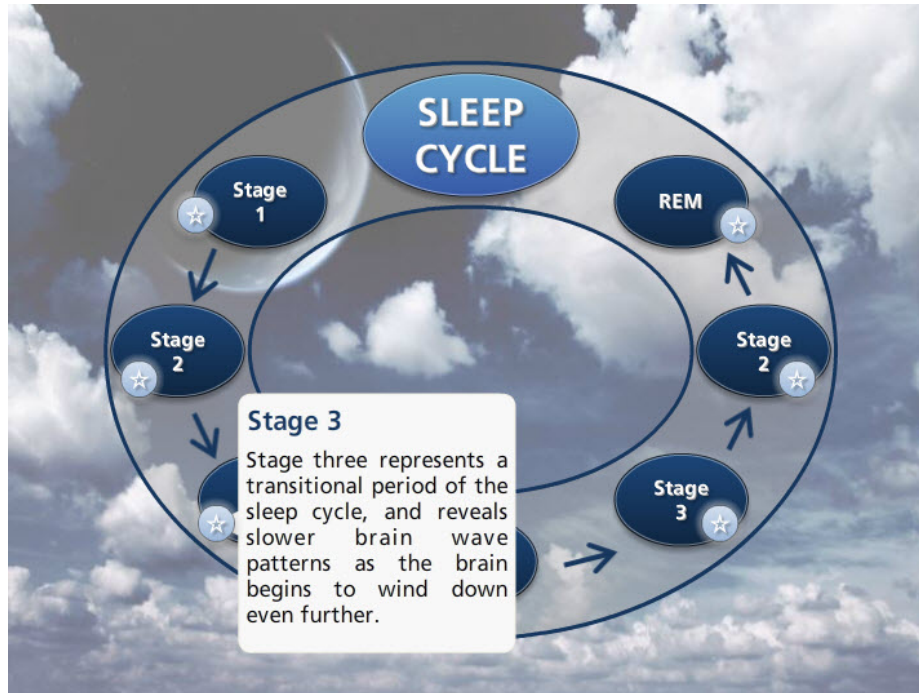 SLEEP
CYCLE
Stage
1
REM
Stage
2
Stage
2
Stage 3
Stage three represents a
transitional period of the
sleep cycle, and reveals
slower brain wave
patterns as the brain
begins to wind down
even further.
Stage
3